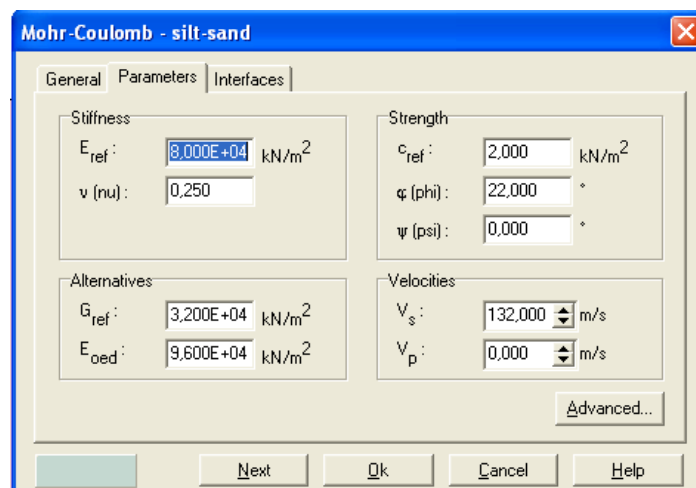 Mohr-Coulomb - silt-sand
General Parameters Interfaces
Stiffness
E_ref : 8,000E+04 kN/m²
ν (nu) : 0,250
Strength
c_ref : 2,000 kN/m²
φ (phi) : 22,000 °
ψ (psi) : 0,000 °
Alternatives
G_ref : 3,200E+04 kN/m²
E_oed : 9,600E+04 kN/m²
Velocities
V_s : 132,000 m/s
V_p : 0,000 m/s
Advanced...
Next Ok Cancel Help